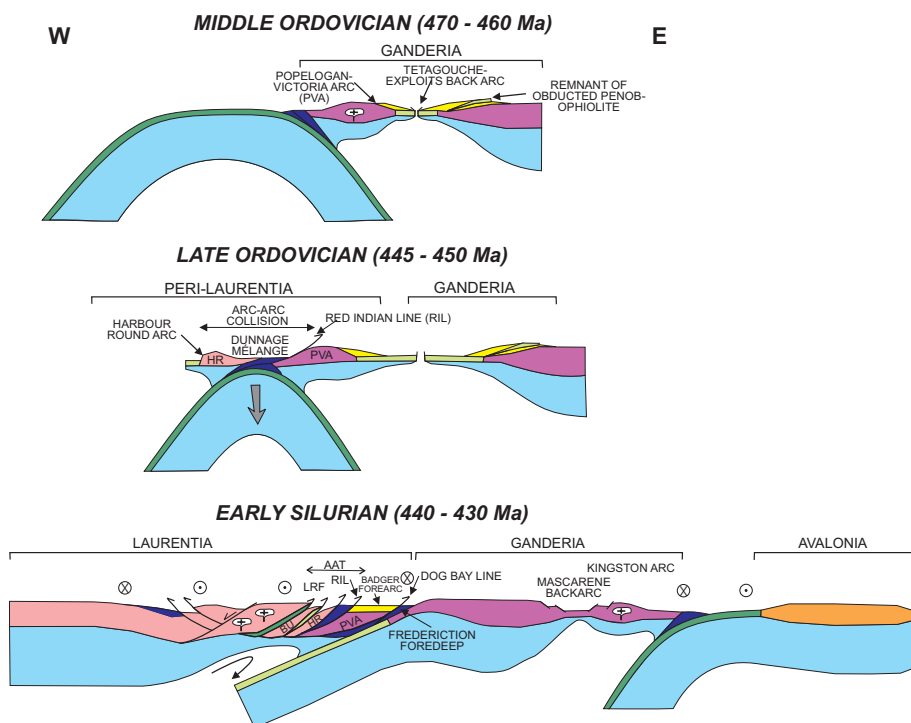 MIDDLE ORDOVICIAN (470 - 460 Ma)
W
E
GANDERIA
POPELOGAN-
VICTORIA ARC
(PVA)
TETAGOUCHE-
EXPLOITS BACK ARC
REMNANT OF
OBDUCTED PENOB-
OPHIOLITE
LATE ORDOVICIAN (445 - 450 Ma)
PERI-LAURENTIA
GANDERIA
HARBOUR
ROUND ARC
ARC-ARC
COLLISION
RED INDIAN LINE (RIL)
DUNNAGE
MÉLANGE
HR
PVA
EARLY SILURIAN (440 - 430 Ma)
LAURENTIA
GANDERIA
AVALONIA
AAT
LRF
RIL
BADGER
FOREARC
DOG BAY LINE
MASCARENE
BACKARC
KINGSTON ARC
BU
HR
PVA
FREDERICTION
FOREDEEP